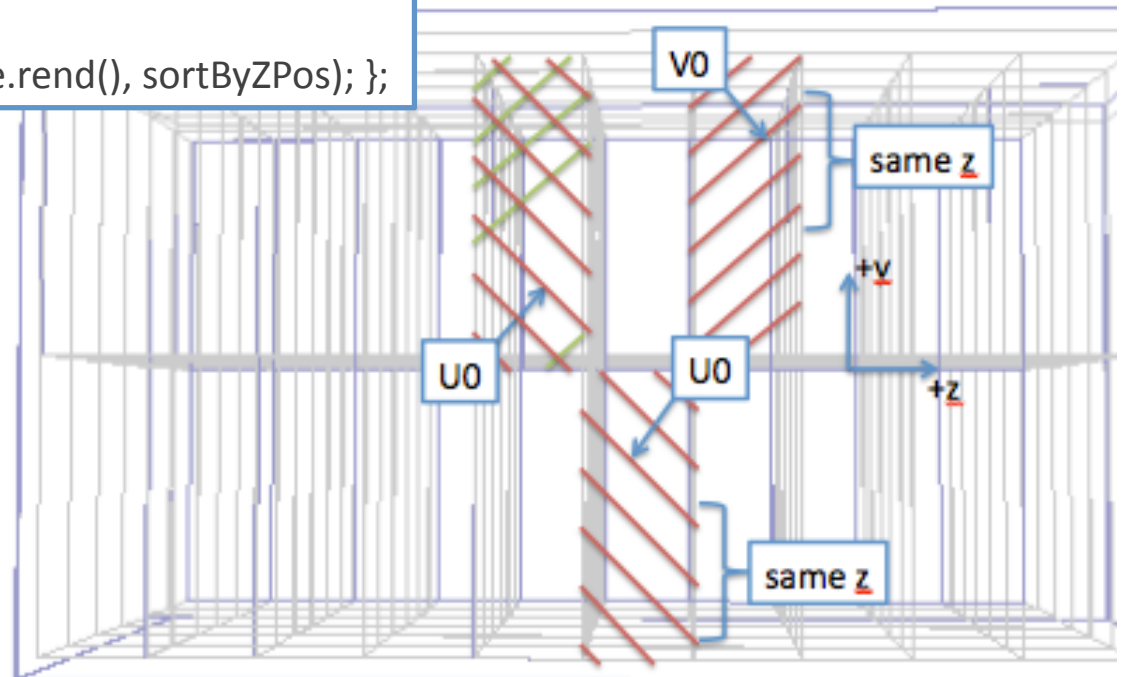 e.rend(), sortByZPos); };
V0
same z
+y
U0
U0
+z
same z